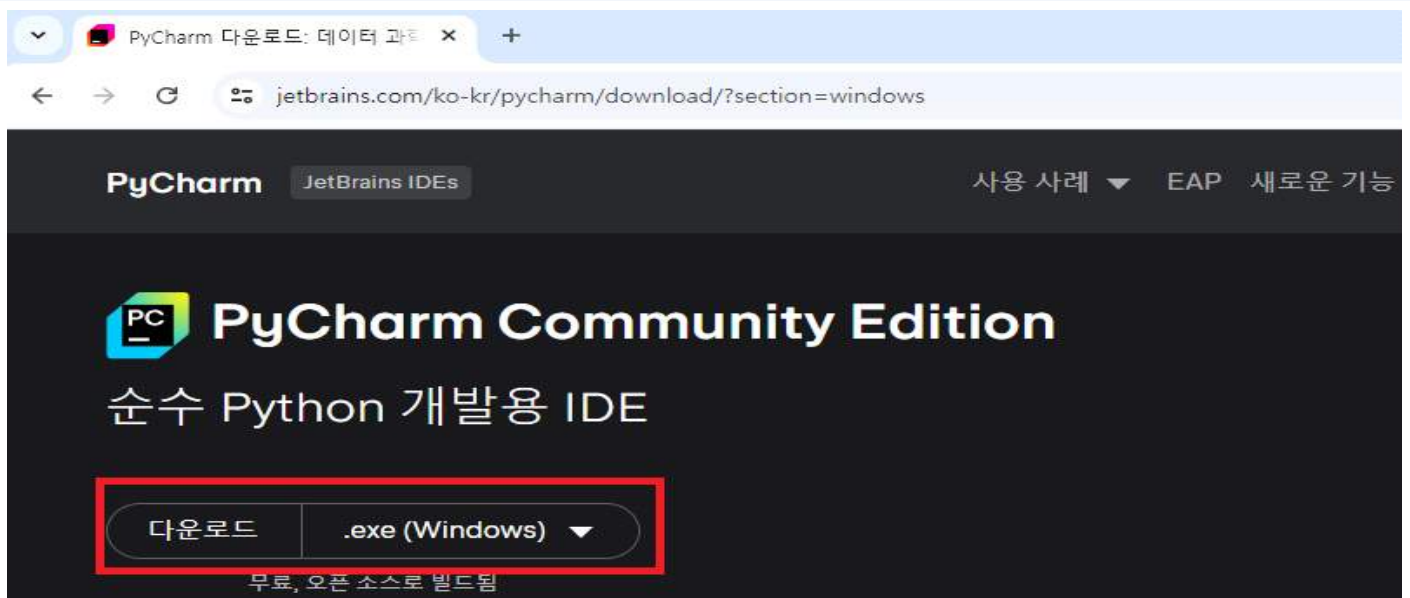 PyCharm 다운로드: 데이터 과
jetbrains.com/ko-kr/pycharm/download/?section=windows
PyCharm JetBrains IDEs 사용 사례 EAP 새로운 기능
PC PyCharm Community Edition
순수 Python 개발용 IDE
다운로드 .exe (Windows)
무료, 오픈 소스로 빌드됨